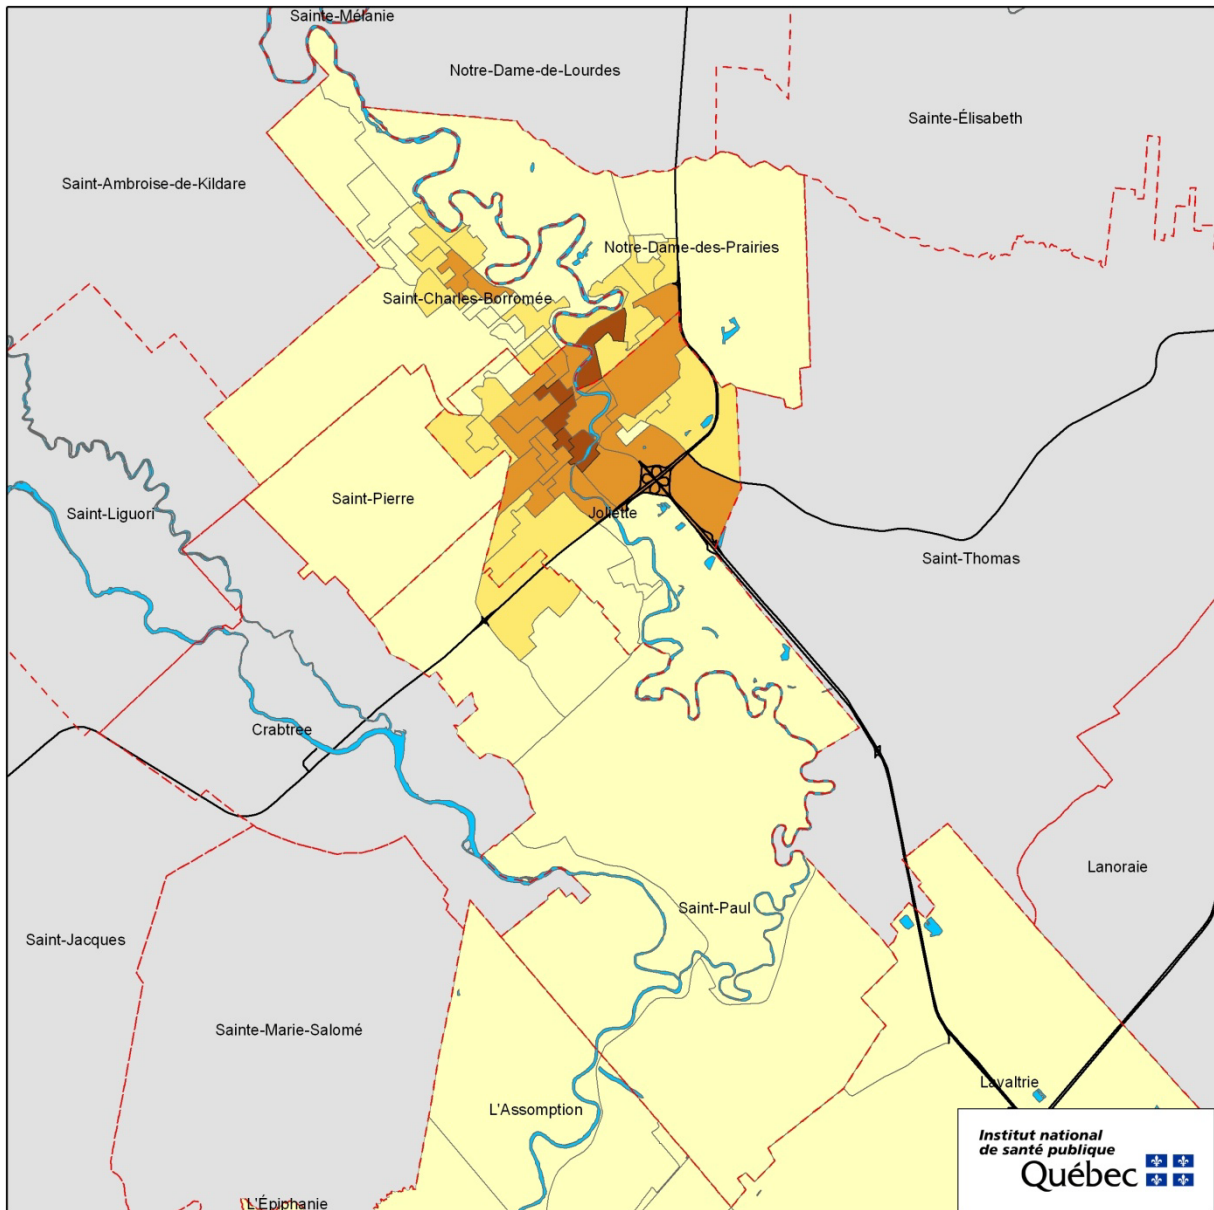 Sainte-Mélanie
Notre-Dame-de-Lourdes
Sainte-Élisabeth
Saint-Ambroise-de-Kildare
Notre-Dame-des-Prairies
Saint-Charles-Borromée
Saint-Pierre
Saint-Liguori
Joliette
Saint-Thomas
Crabtree
Lanoraie
Saint-Paul
Saint-Jacques
Sainte-Marie-Salomé
Lavaltrie
L'Assomption
L'Épiphanie
Institut national
de santé publique
Québec